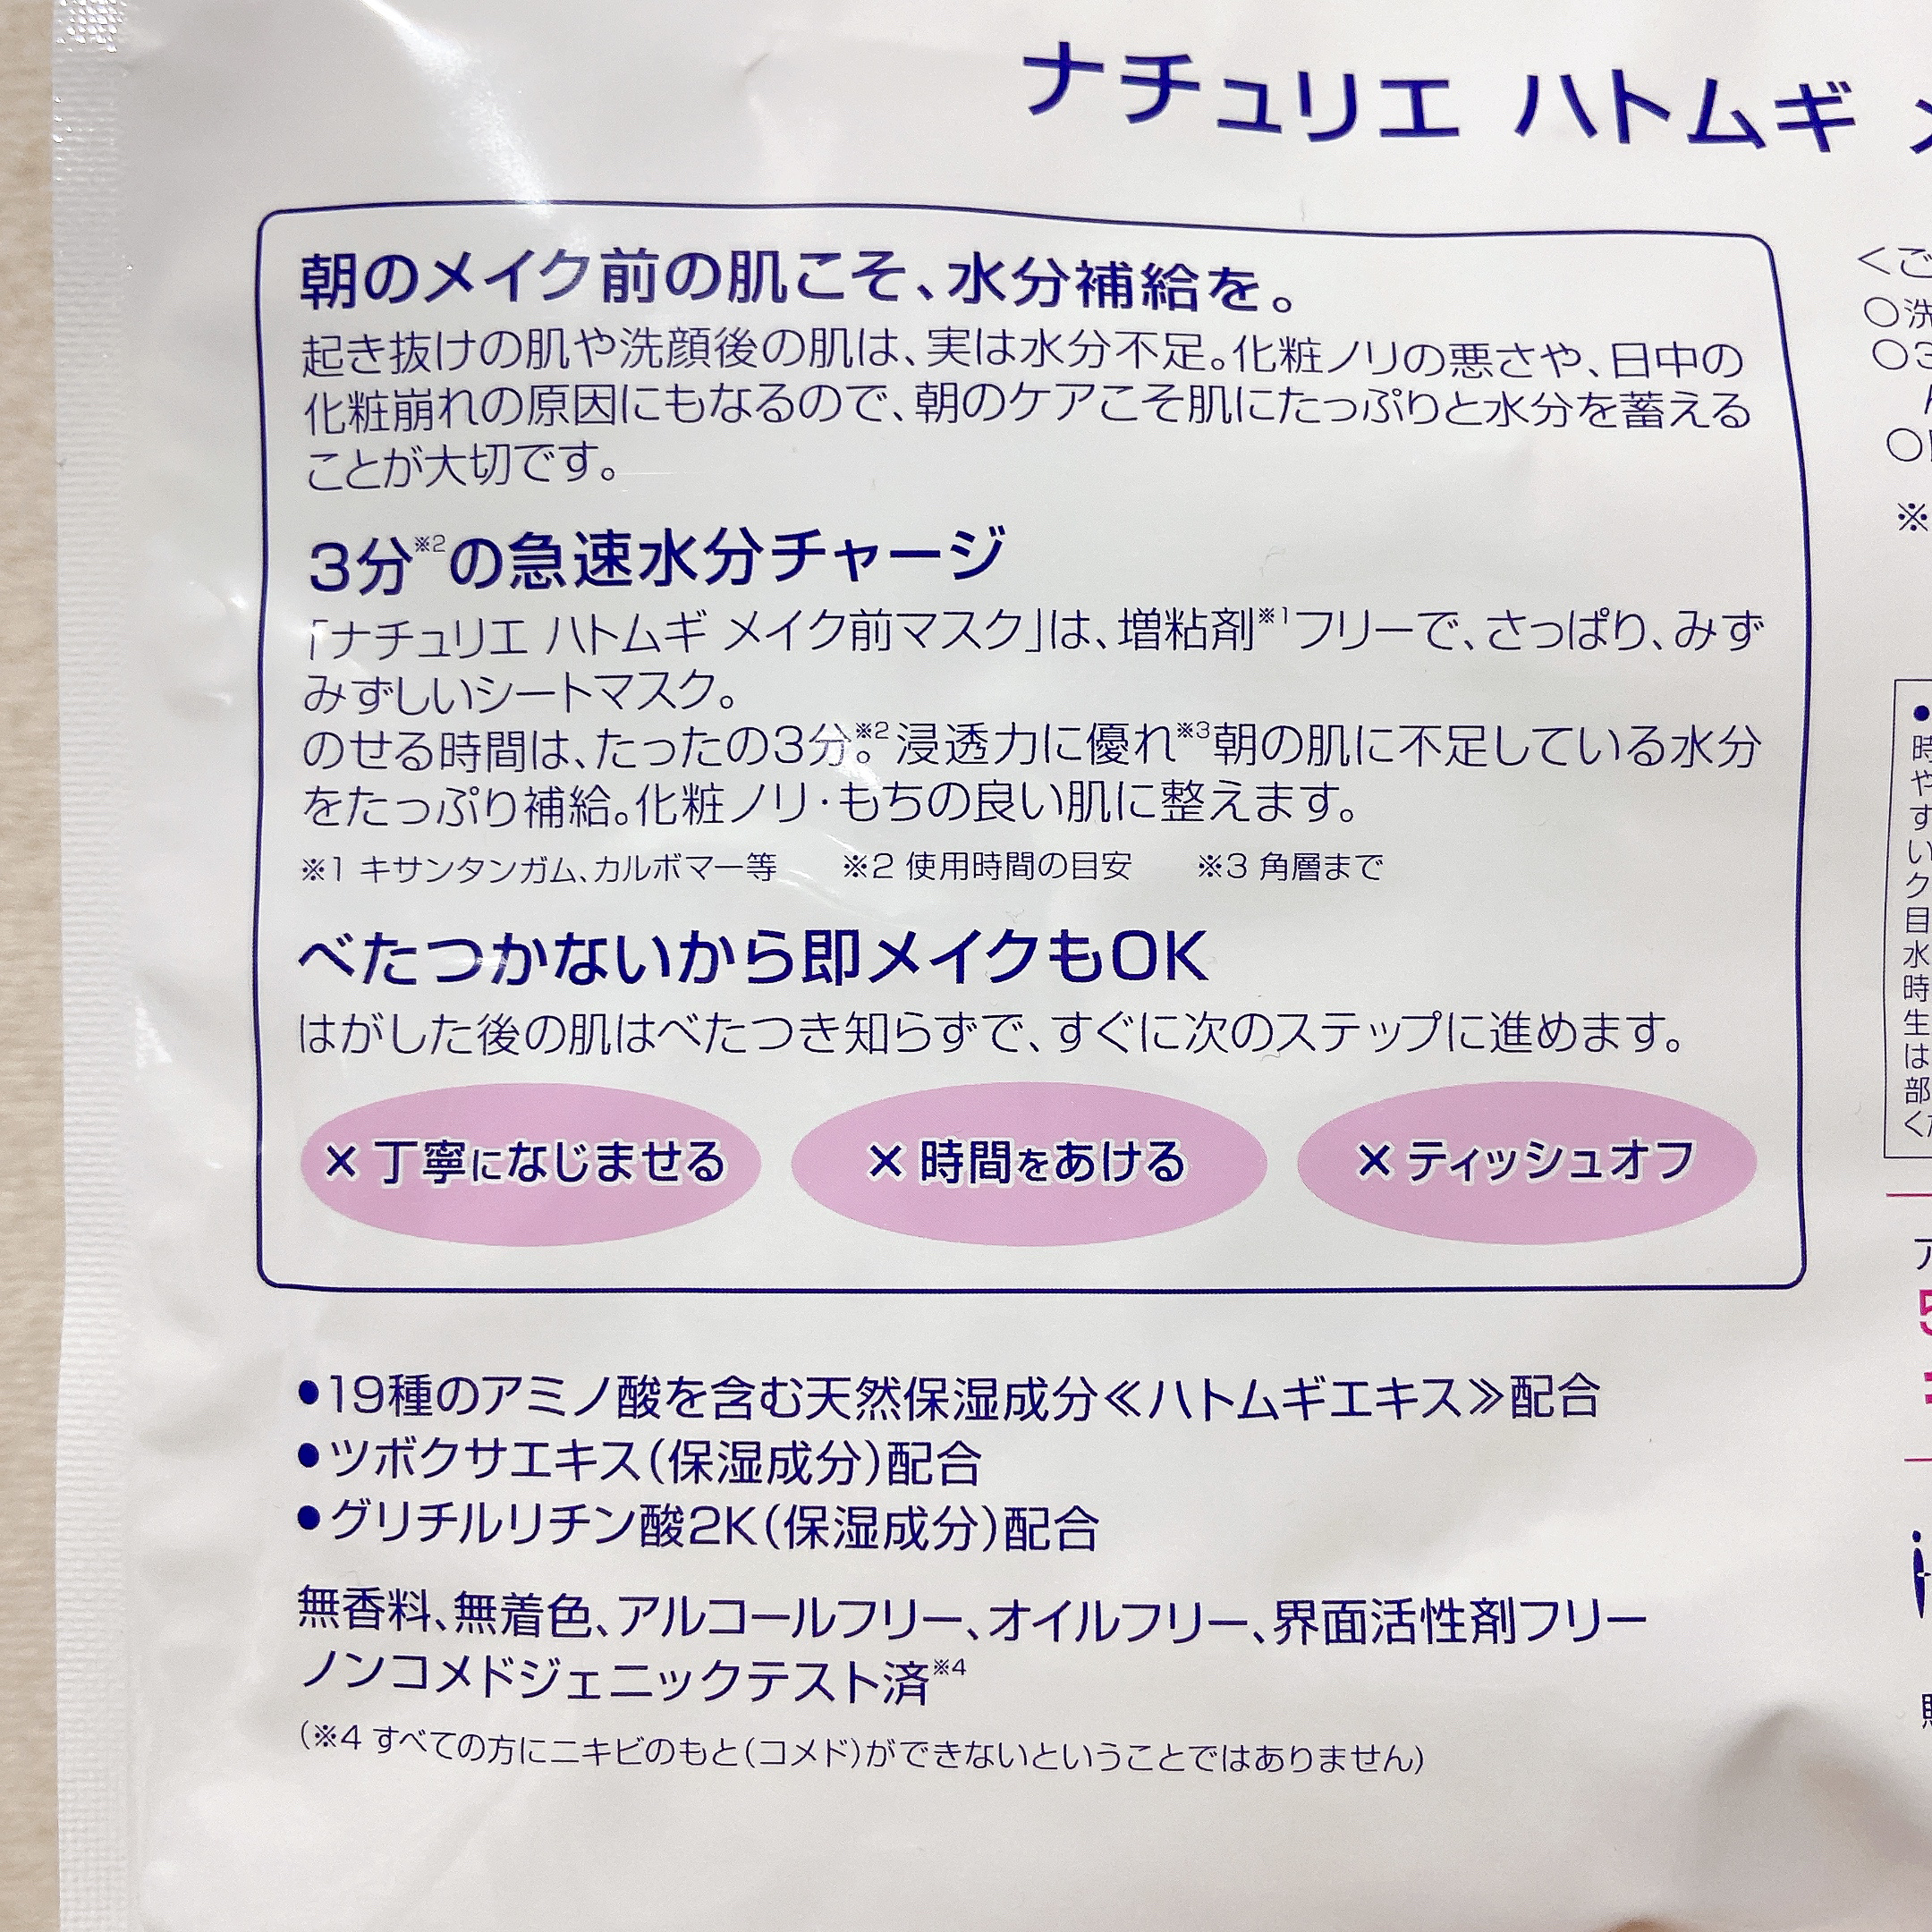 ナチュリエ ハトムギ
朝のメイク前の肌こそ、水分補給を。
起き抜けの肌や洗顔後の肌は、実は水分不足。化粧ノリの悪さや、日中の
化粧崩れの原因にもなるので、朝のケアこそ肌にたっぷりと水分を蓄える
ことが大切です。
3分※2の急速水分チャージ
「ナチュリエ ハトムギ メイク前マスク」は、増粘剤※1フリーで、さっぱり、みず
みずしいシートマスク。
のせる時間は、たったの3分。※2浸透力に優れ※3朝の肌に不足している水分
をたっぷり補給。化粧ノリ・もちの良い肌に整えます。
※1 キサンタンガム、カルボマー等 ※2 使用時間の目安 ※3 角層まで
べたつかないから即メイクもOK
はがした後の肌はべたつき知らずで、すぐに次のステップに進めます。
× 丁寧になじませる × 時間をあける × ティッシュオフ
●19種のアミノ酸を含む天然保湿成分≪ハトムギエキス≫配合
●ツボクサエキス(保湿成分)配合
●グリチルリチン酸2K(保湿成分)配合
無香料、無着色、アルコールフリー、オイルフリー、界面活性剤フリー
ノンコメドジェニックテスト済※4
(※4 すべての方にニキビのもと(コメド)ができないということではありません)
<ご
○洗
○3
※
●
時
や
す
い
ク
目
水
時
生
は
部